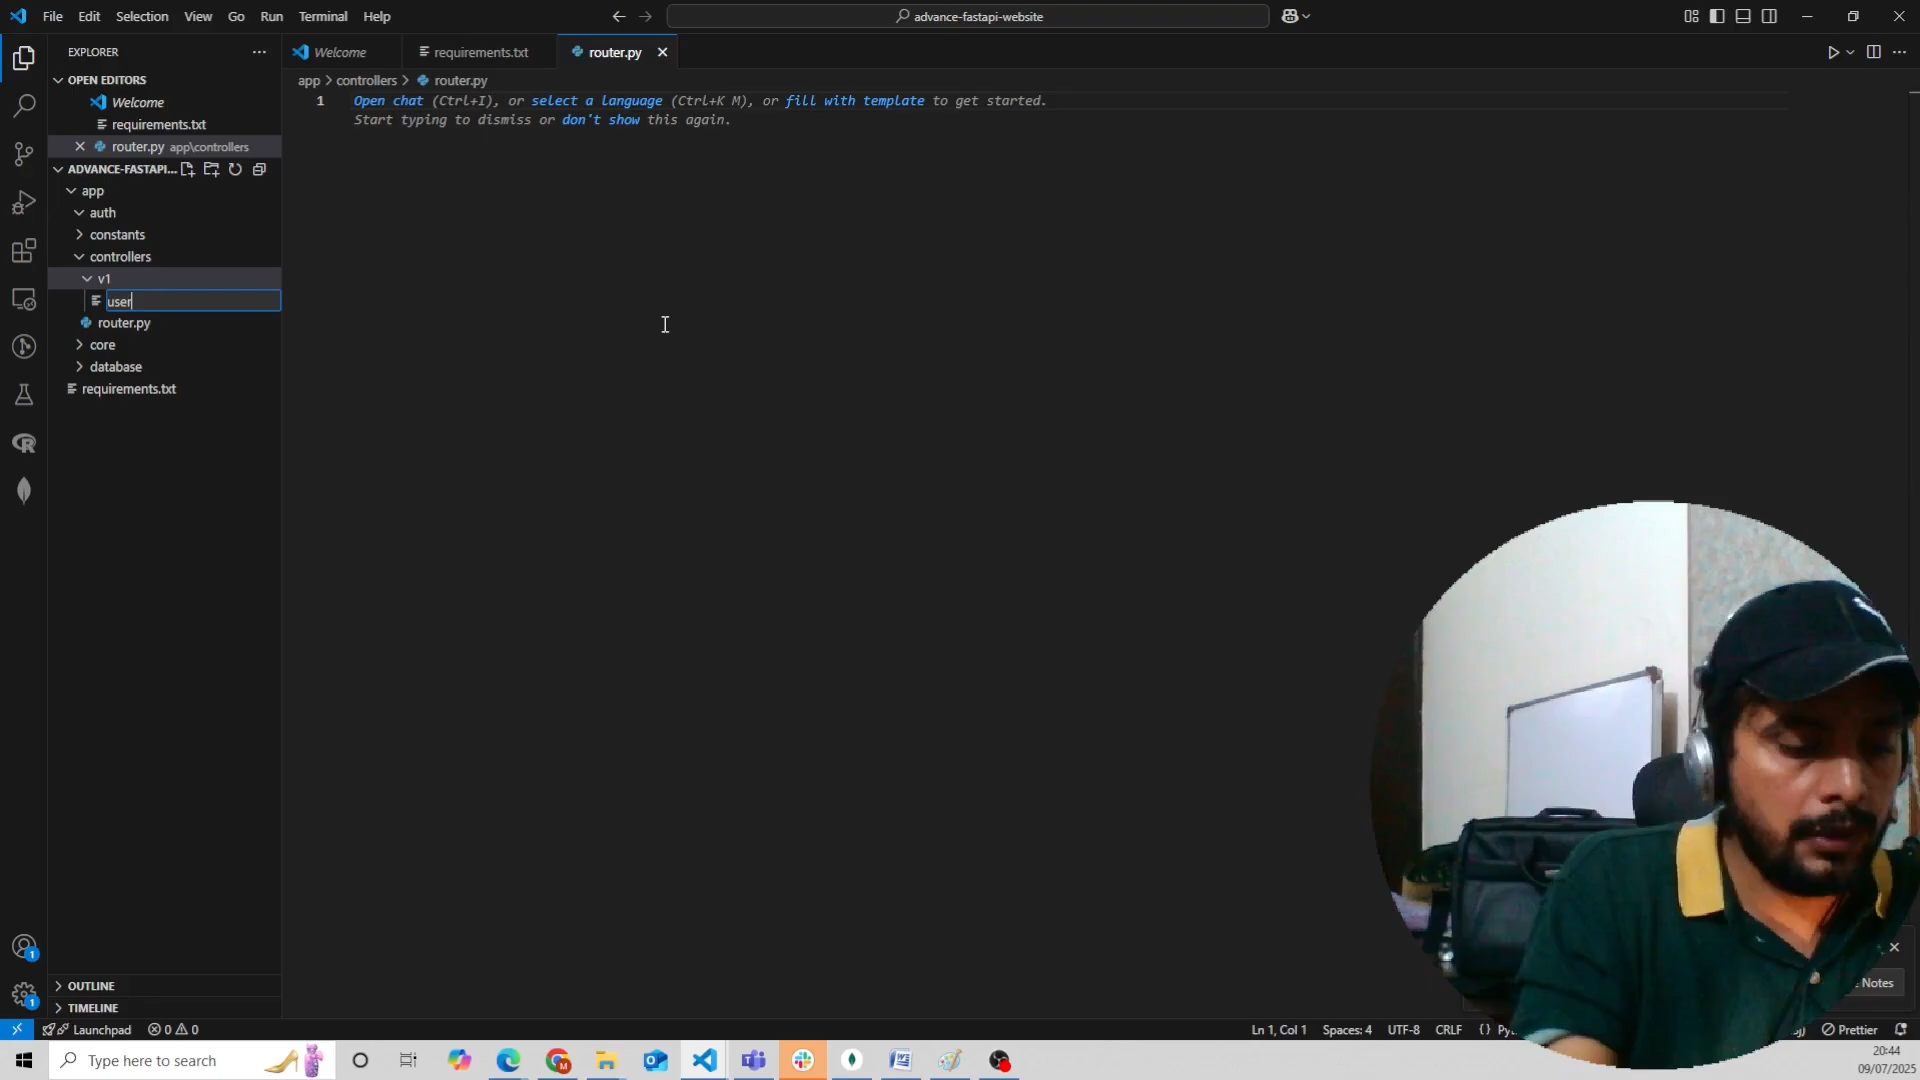 File Edit Selection View Go Run Terminal Help
advance-fastapi-website
EXPLORER
Welcome
requirements.txt
router.py
OPEN EDITORS
app > controllers > router.py
Welcome
1
Open chat (Ctrl+I), or select a language (Ctrl+K M), or fill with template to get started.
requirements.txt
Start typing to dismiss or don't show this again.
router.py app\controllers
ADVANCE-FASTAPI...
app
auth
constants
controllers
v1
user
router.py
core
database
requirements.txt
OUTLINE
Notes
TIMELINE
Launchpad 0 0
Ln 1, Col 1 Spaces: 4 UTF-8 CRLF {} Prettier
Type here to search
20:44
09/07/2025